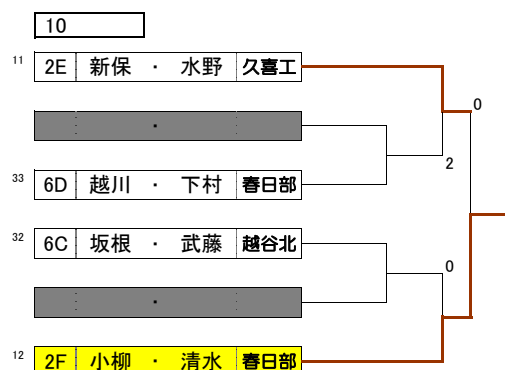 10
11 2E 新保 ・ 水野 久喜工
0
・
2
33 6D 越川 ・ 下村 春日部
32 6C 坂根 ・ 武藤 越谷北
0
・
12 2F 小柳 ・ 清水 春日部